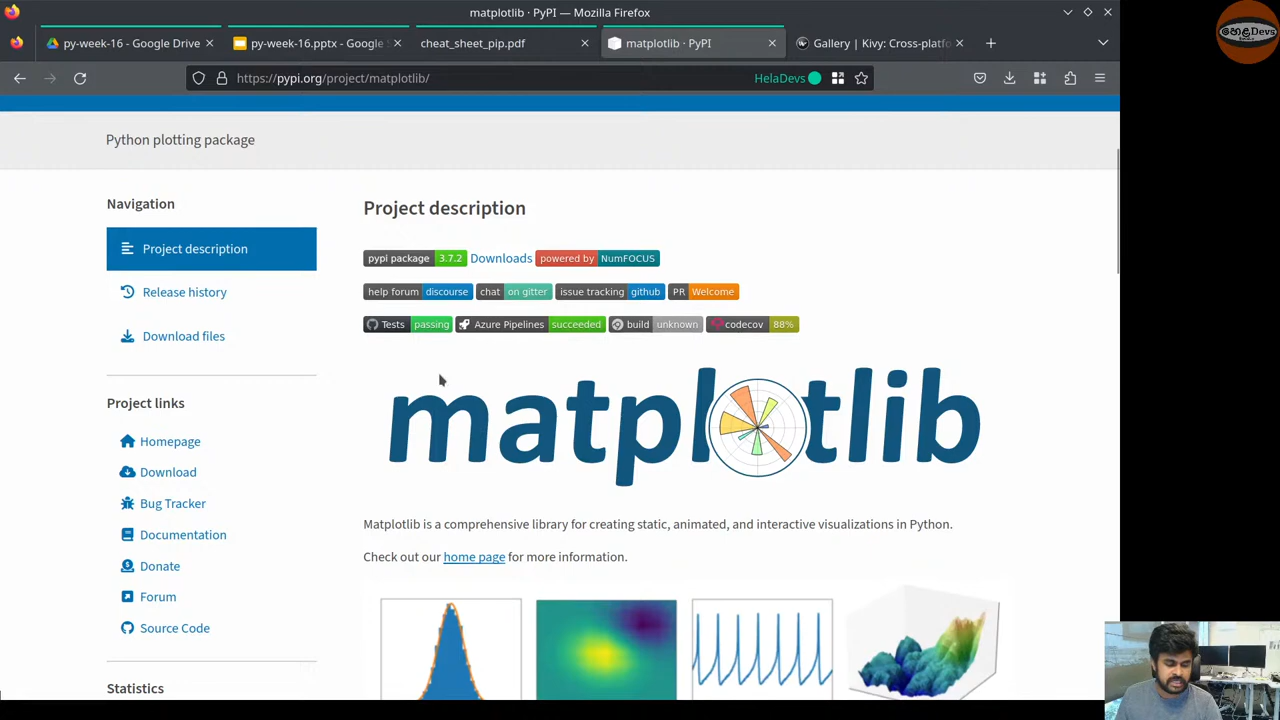 matplotlib · PyPI — Mozilla Firefox
py-week-16 - Google Drive
py-week-16.pptx - Google
cheat_sheet_pip.pdf
matplotlib · PyPI
Gallery | Kivy: Cross-platfo
https://pypi.org/project/matplotlib/
HelaDevs
හෙළDevs
Python plotting package
Navigation
Project description
Release history
Download files
Project links
Homepage
Download
Bug Tracker
Documentation
Donate
Forum
Source Code
Statistics
Project description
pypi package 3.7.2 Downloads powered by NumFOCUS
help forum discourse chat on gitter issue tracking github PR Welcome
Tests passing Azure Pipelines succeeded build unknown codecov 88%
matplotlib
Matplotlib is a comprehensive library for creating static, animated, and interactive visualizations in Python.
Check out our home page for more information.